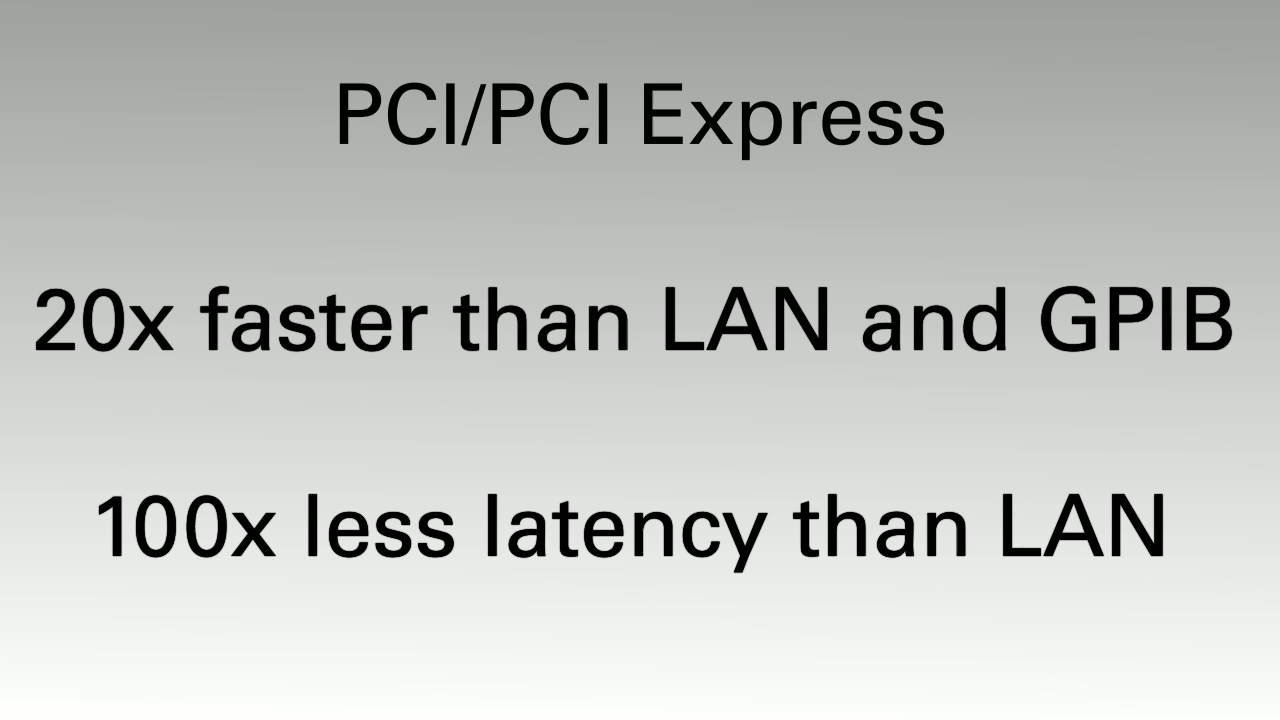 PCI/PCI Express
20x faster than LAN and GPIB
100x less latency than LAN